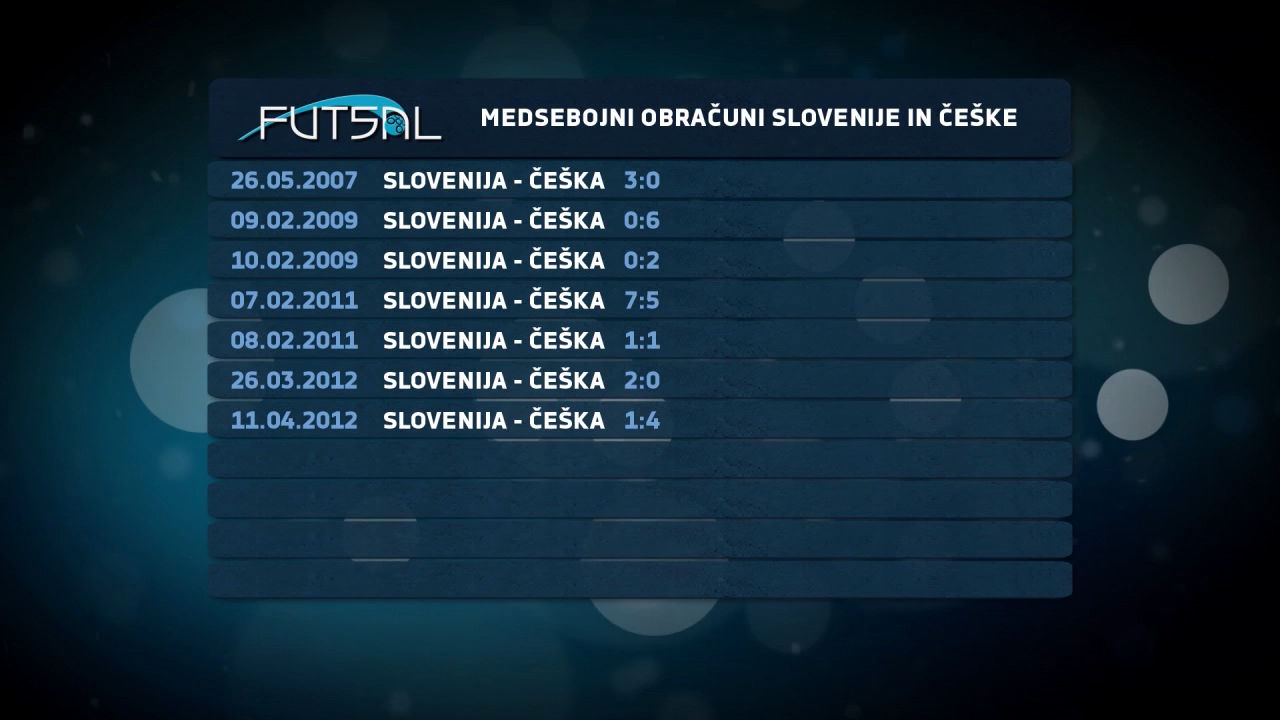 FUTSAL
MEDSEBOJNI OBRAČUNI SLOVENIJE IN ČEŠKE
26.05.2007 SLOVENIJA - ČEŠKA 3:0
09.02.2009 SLOVENIJA - ČEŠKA 0:6
10.02.2009 SLOVENIJA - ČEŠKA 0:2
07.02.2011 SLOVENIJA - ČEŠKA 7:5
08.02.2011 SLOVENIJA - ČEŠKA 1:1
26.03.2012 SLOVENIJA - ČEŠKA 2:0
11.04.2012 SLOVENIJA - ČEŠKA 1:4